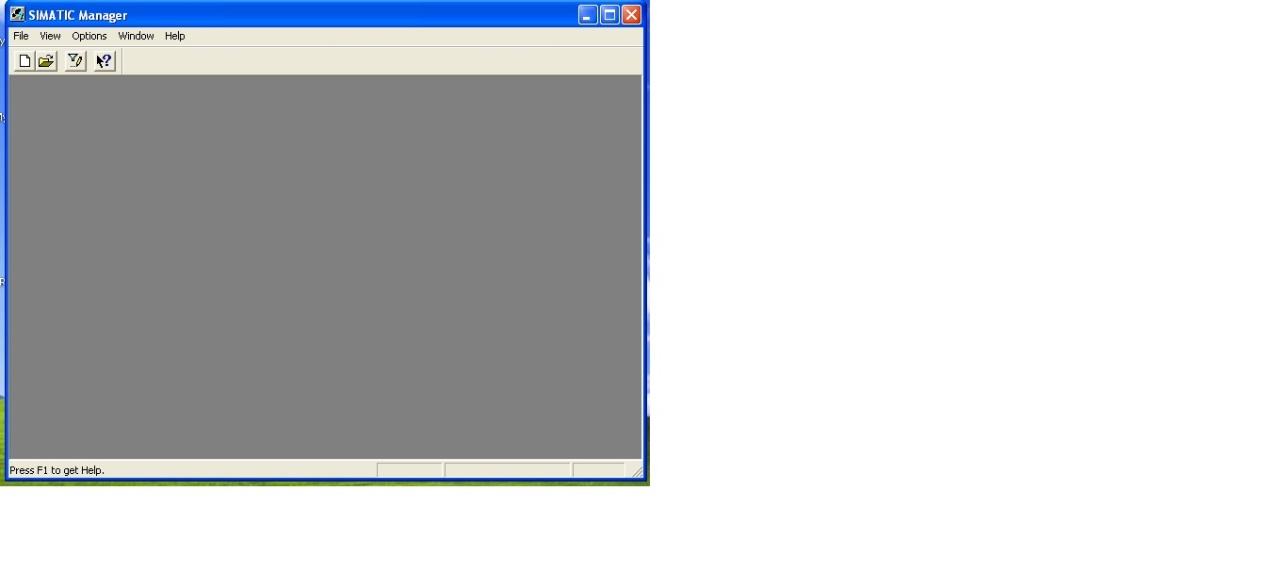 SIMATIC Manager
File View Options Window Help
Press F1 to get Help.